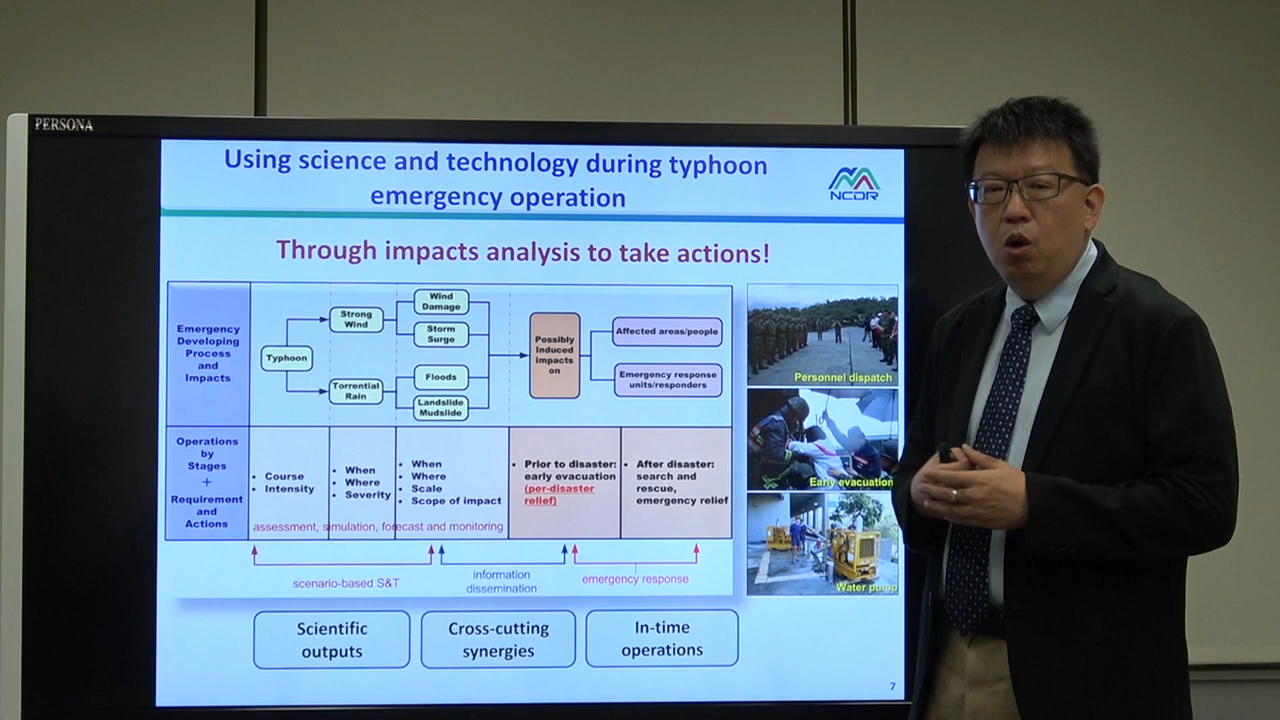 PERSONA
Using science and technology during typhoon
emergency operation
NCDR
Through impacts analysis to take actions!
Emergency
Developing
Process
and
Impacts
Typhoon
Strong
Wind
Torrential
Rain
Wind
Damage
Storm
Surge
Floods
Landslide
Mudslide
Possibly
Induced
impacts
on
Affected areas/people
Emergency response
units/responders
Operations
by
Stages
+
Requirement
and
Actions
• Course
• Intensity
• When
• Where
• Severity
• When
• Where
• Scale
• Scope of impact
assessment, simulation, forecast and monitoring
• Prior to disaster:
early evacuation
(per-disaster
relief)
• After disaster:
search and
rescue,
emergency relief
scenario-based S&T
information
dissemination
emergency response
Personnel dispatch
Early evacuation
Water pump
Scientific
outputs
Cross-cutting
synergies
In-time
operations
7